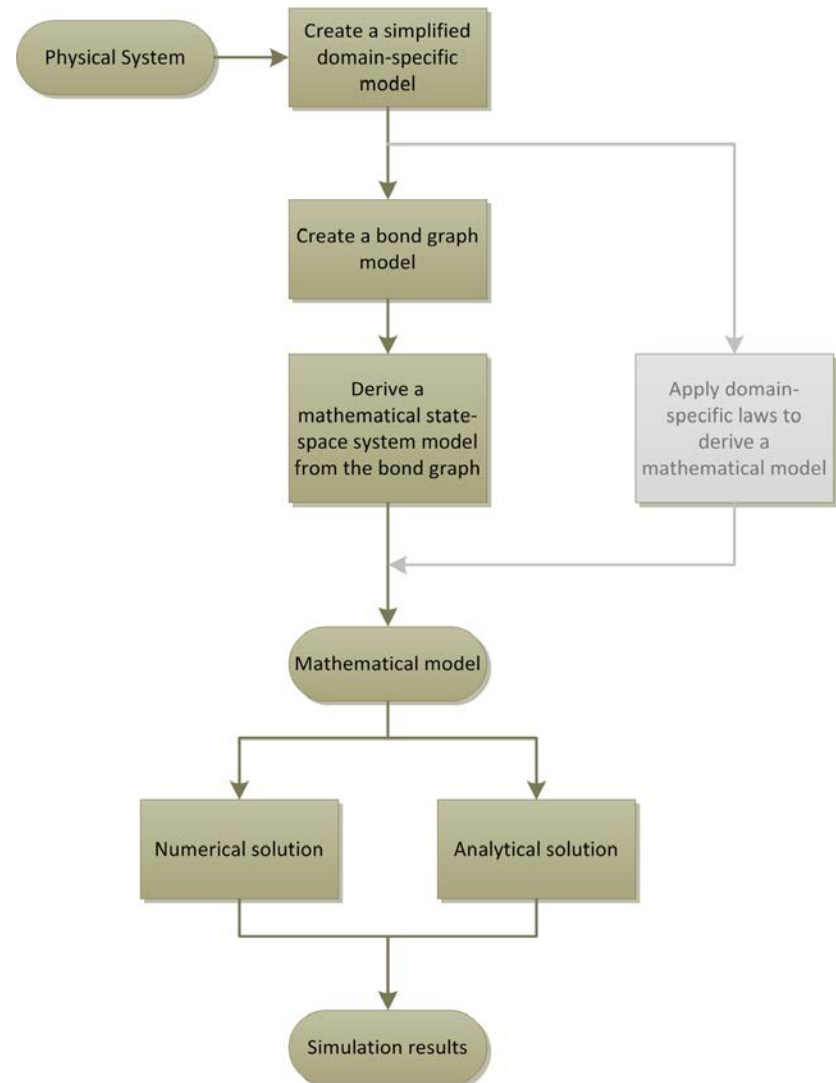 Physical System
Create a simplified
domain-specific
model
Create a bond graph
model
Derive a
mathematical state-
space system model
from the bond graph
Apply domain-
specific laws to
derive a
mathematical model
Mathematical model
Numerical solution
Analytical solution
Simulation results